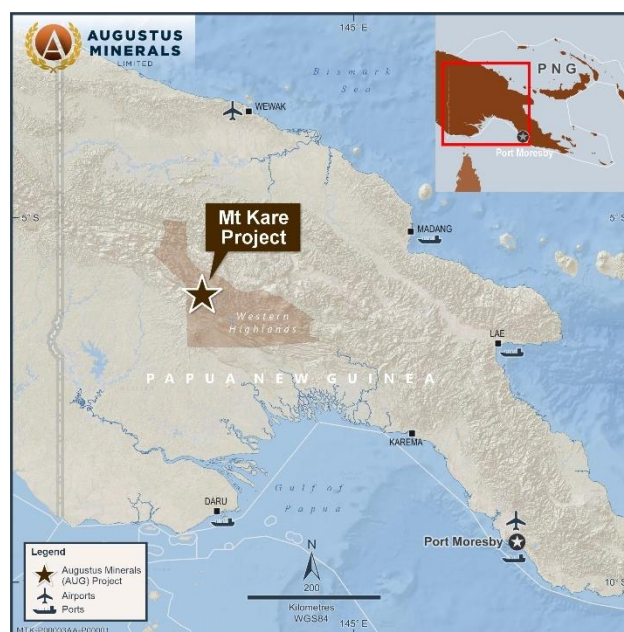 AUGUSTUS
MINERALS
LIMITED
145°E
Bismark
Sea
PNG
Port Moresby
WEWAK
5°S
5°S
Mt Kare
Project
MADANG
Western
Highlands
LAE
PAPUA NEW GUINEA
KAREMA
DARU
Gulf of
Papua
Port Moresby
Legend
Augustus Minerals
(AUG) Project
Airports
Ports
N
200
Kilometres
WGS84
10°S
145°E